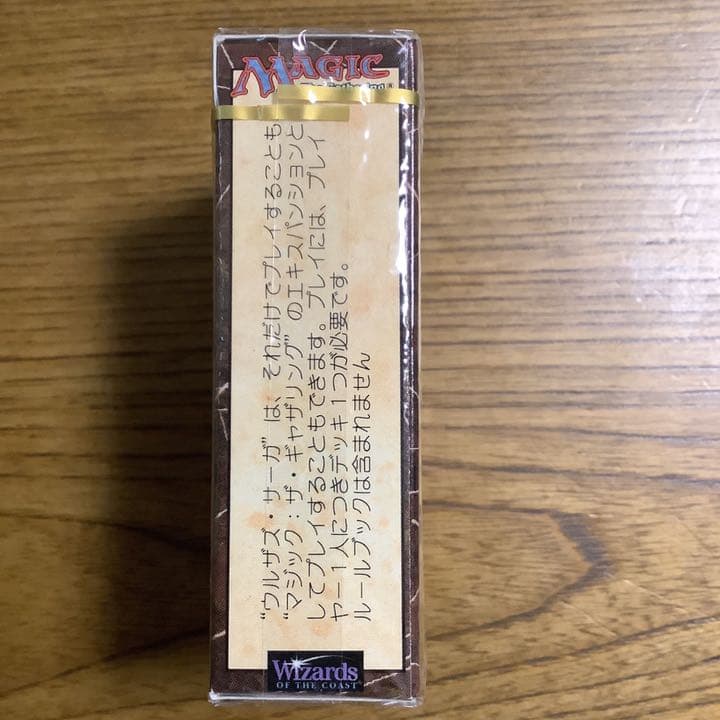 MAGIC
The Gathering®
“ウルザズ・サーガ”は、それだけでプレイすることも
“マジック：ザ・ギャザリング”のエキスパンションと
してプレイすることもできます。プレイには、プレイ
ヤー1人につきデッキ1つが必要です。
ルールブックは含まれません
Wizards
OF THE COAST